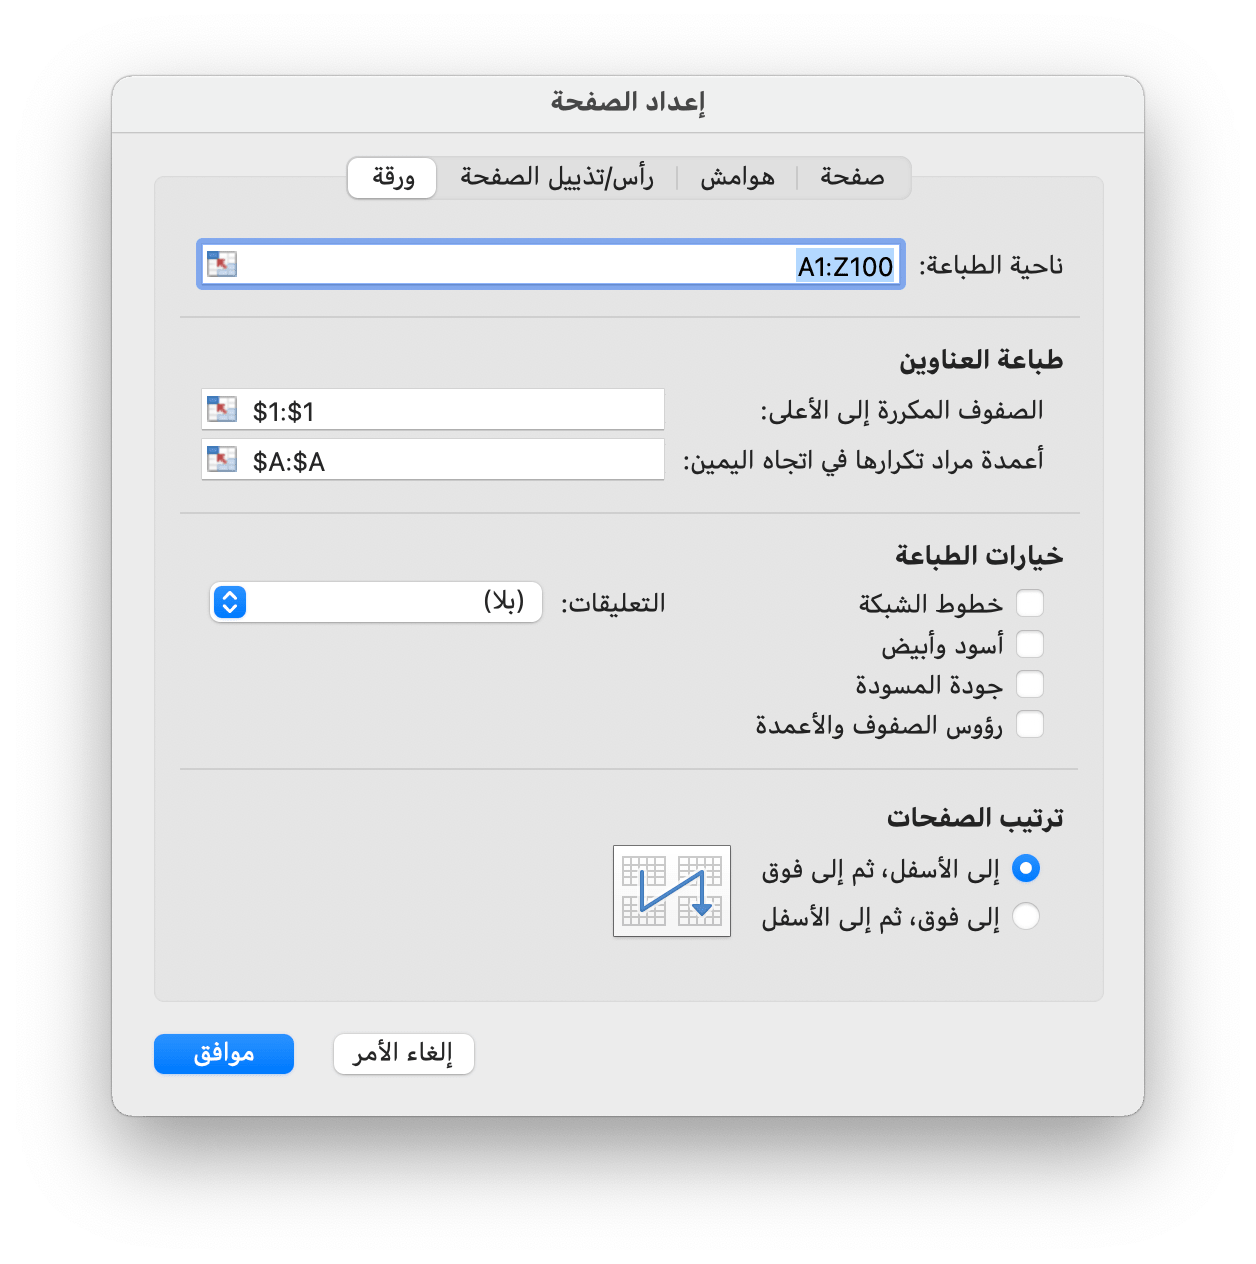 إعداد الصفحة
صفحة
هوامش
رأس/تذييل الصفحة
ورقة
ناحية الطباعة: A1:Z100
طباعة العناوين
الصفوف المكررة إلى الأعلى: $1:$1
أعمدة مراد تكرارها في اتجاه اليمين: $A:$A
خيارات الطباعة
خطوط الشبكة
التعليقات: (بلا)
أسود وأبيض
جودة المسودة
رؤوس الصفوف والأعمدة
ترتيب الصفحات
إلى الأسفل، ثم إلى فوق
إلى فوق، ثم إلى الأسفل
إلغاء الأمر
موافق